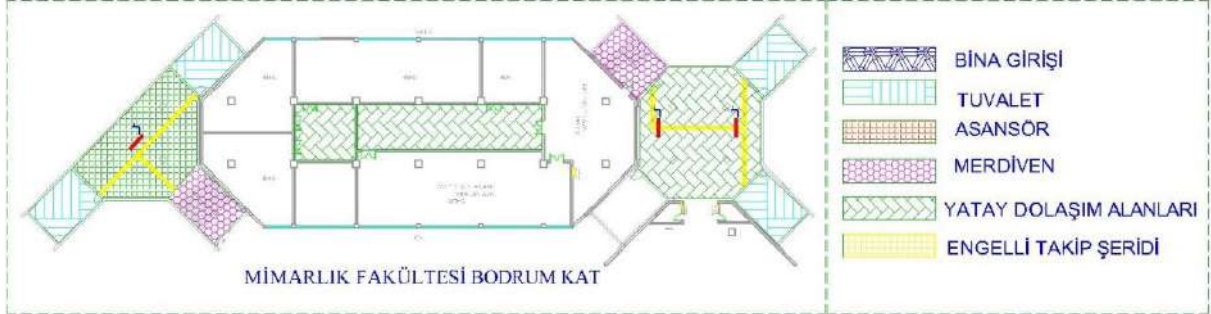 MİMARLIK FAKÜLTESİ BODRUM KAT
BİNA GİRİŞİ
TUVALET
ASANSÖR
MERDİVEN
YATAY DOLAŞIM ALANLARI
ENGELLİ TAKİP ŞERİDİ